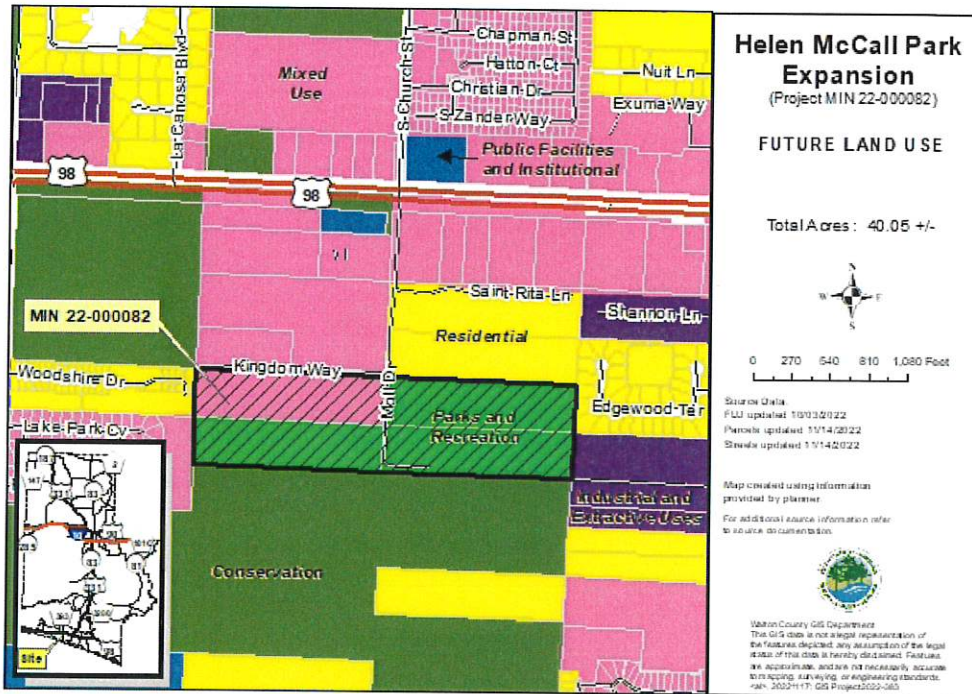 Helen McCall Park
Expansion
(Project MIN 22-000082)
FUTURE LAND USE
Total Acres: 40.05 +/-
N
W
E
S
0 270 540 810 1,080 Feet
Source Data:
FLU updated 10/03/2022
Parcels updated 11/14/2022
Streets updated 11/14/2022
Map created using information
provided by planner.
For additional source information refer
to source documentation.
Walton County GIS Department
This GIS data is not a legal representation of
the features depicted; any assumption of the legal
status of this data is hereby disclaimed. Features
are approximate, and are not necessarily accurate
to mapping, surveying, or engineering standards.
Chapman-St
La Canosa-Blvd
S-Church-St
Mixed
Use
Hatton-Ct
Nuit Ln
Christian-Dr
Exuma-Way
S-Zander-Way
Public Facilities
and Institutional
98
98
Saint-Rita-Ln
Shannon-Ln
MIN 22-000082
Residential
Kingdom Way
Woodshire Dr
Mall-Dr
Edgewood-Ter
Parks and
Recreation
Lake-Park-Cv
Industrial and
Extractive Uses
Conservation
83
83
331
81
Site